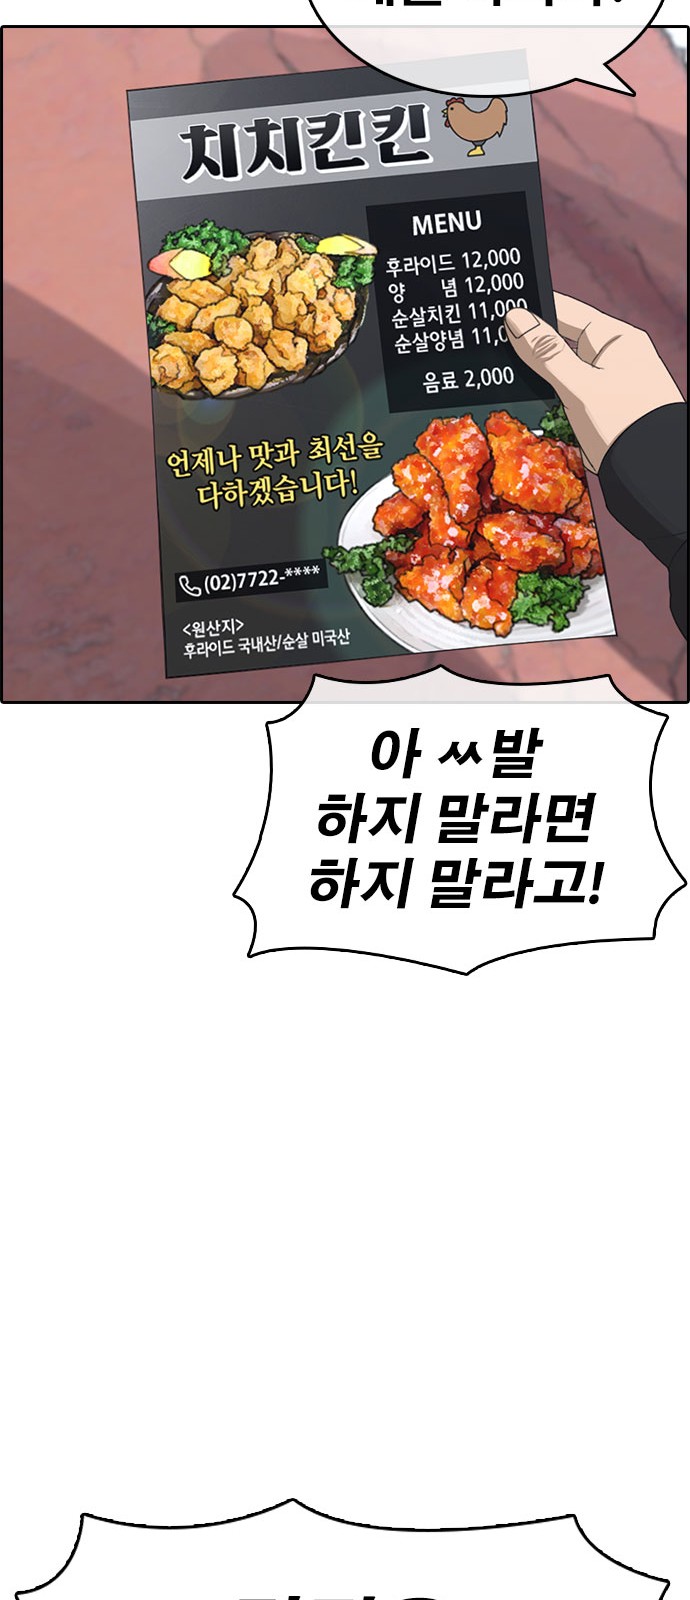 치치킨킨
MENU
후라이드 12,000
양 념 12,000
순살치킨 11,000
순살양념 11,0
음료 2,000
언제나 맛과 최선을
다하겠습니다!
(02)7722-****
<원산지>
후라이드 국내산/순살 미국산
아 ㅆ발
하지 말라면
하지 말라고!